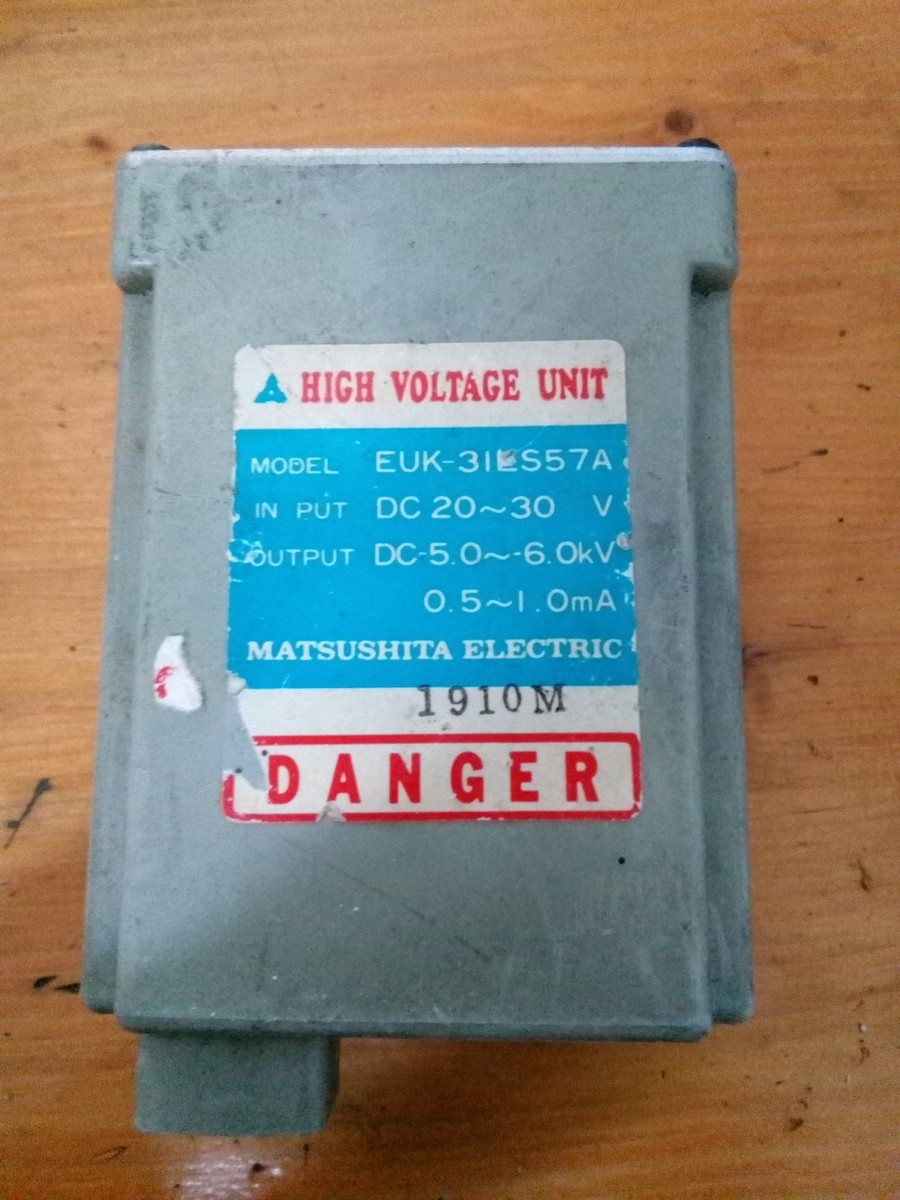 HIGH VOLTAGE UNIT
MODEL EUK-31LS57A
IN PUT DC 20~30 V
OUTPUT DC-5.0~-6.0kV
0.5~1.0mA
MATSUSHITA ELECTRIC
1910M
DANGER